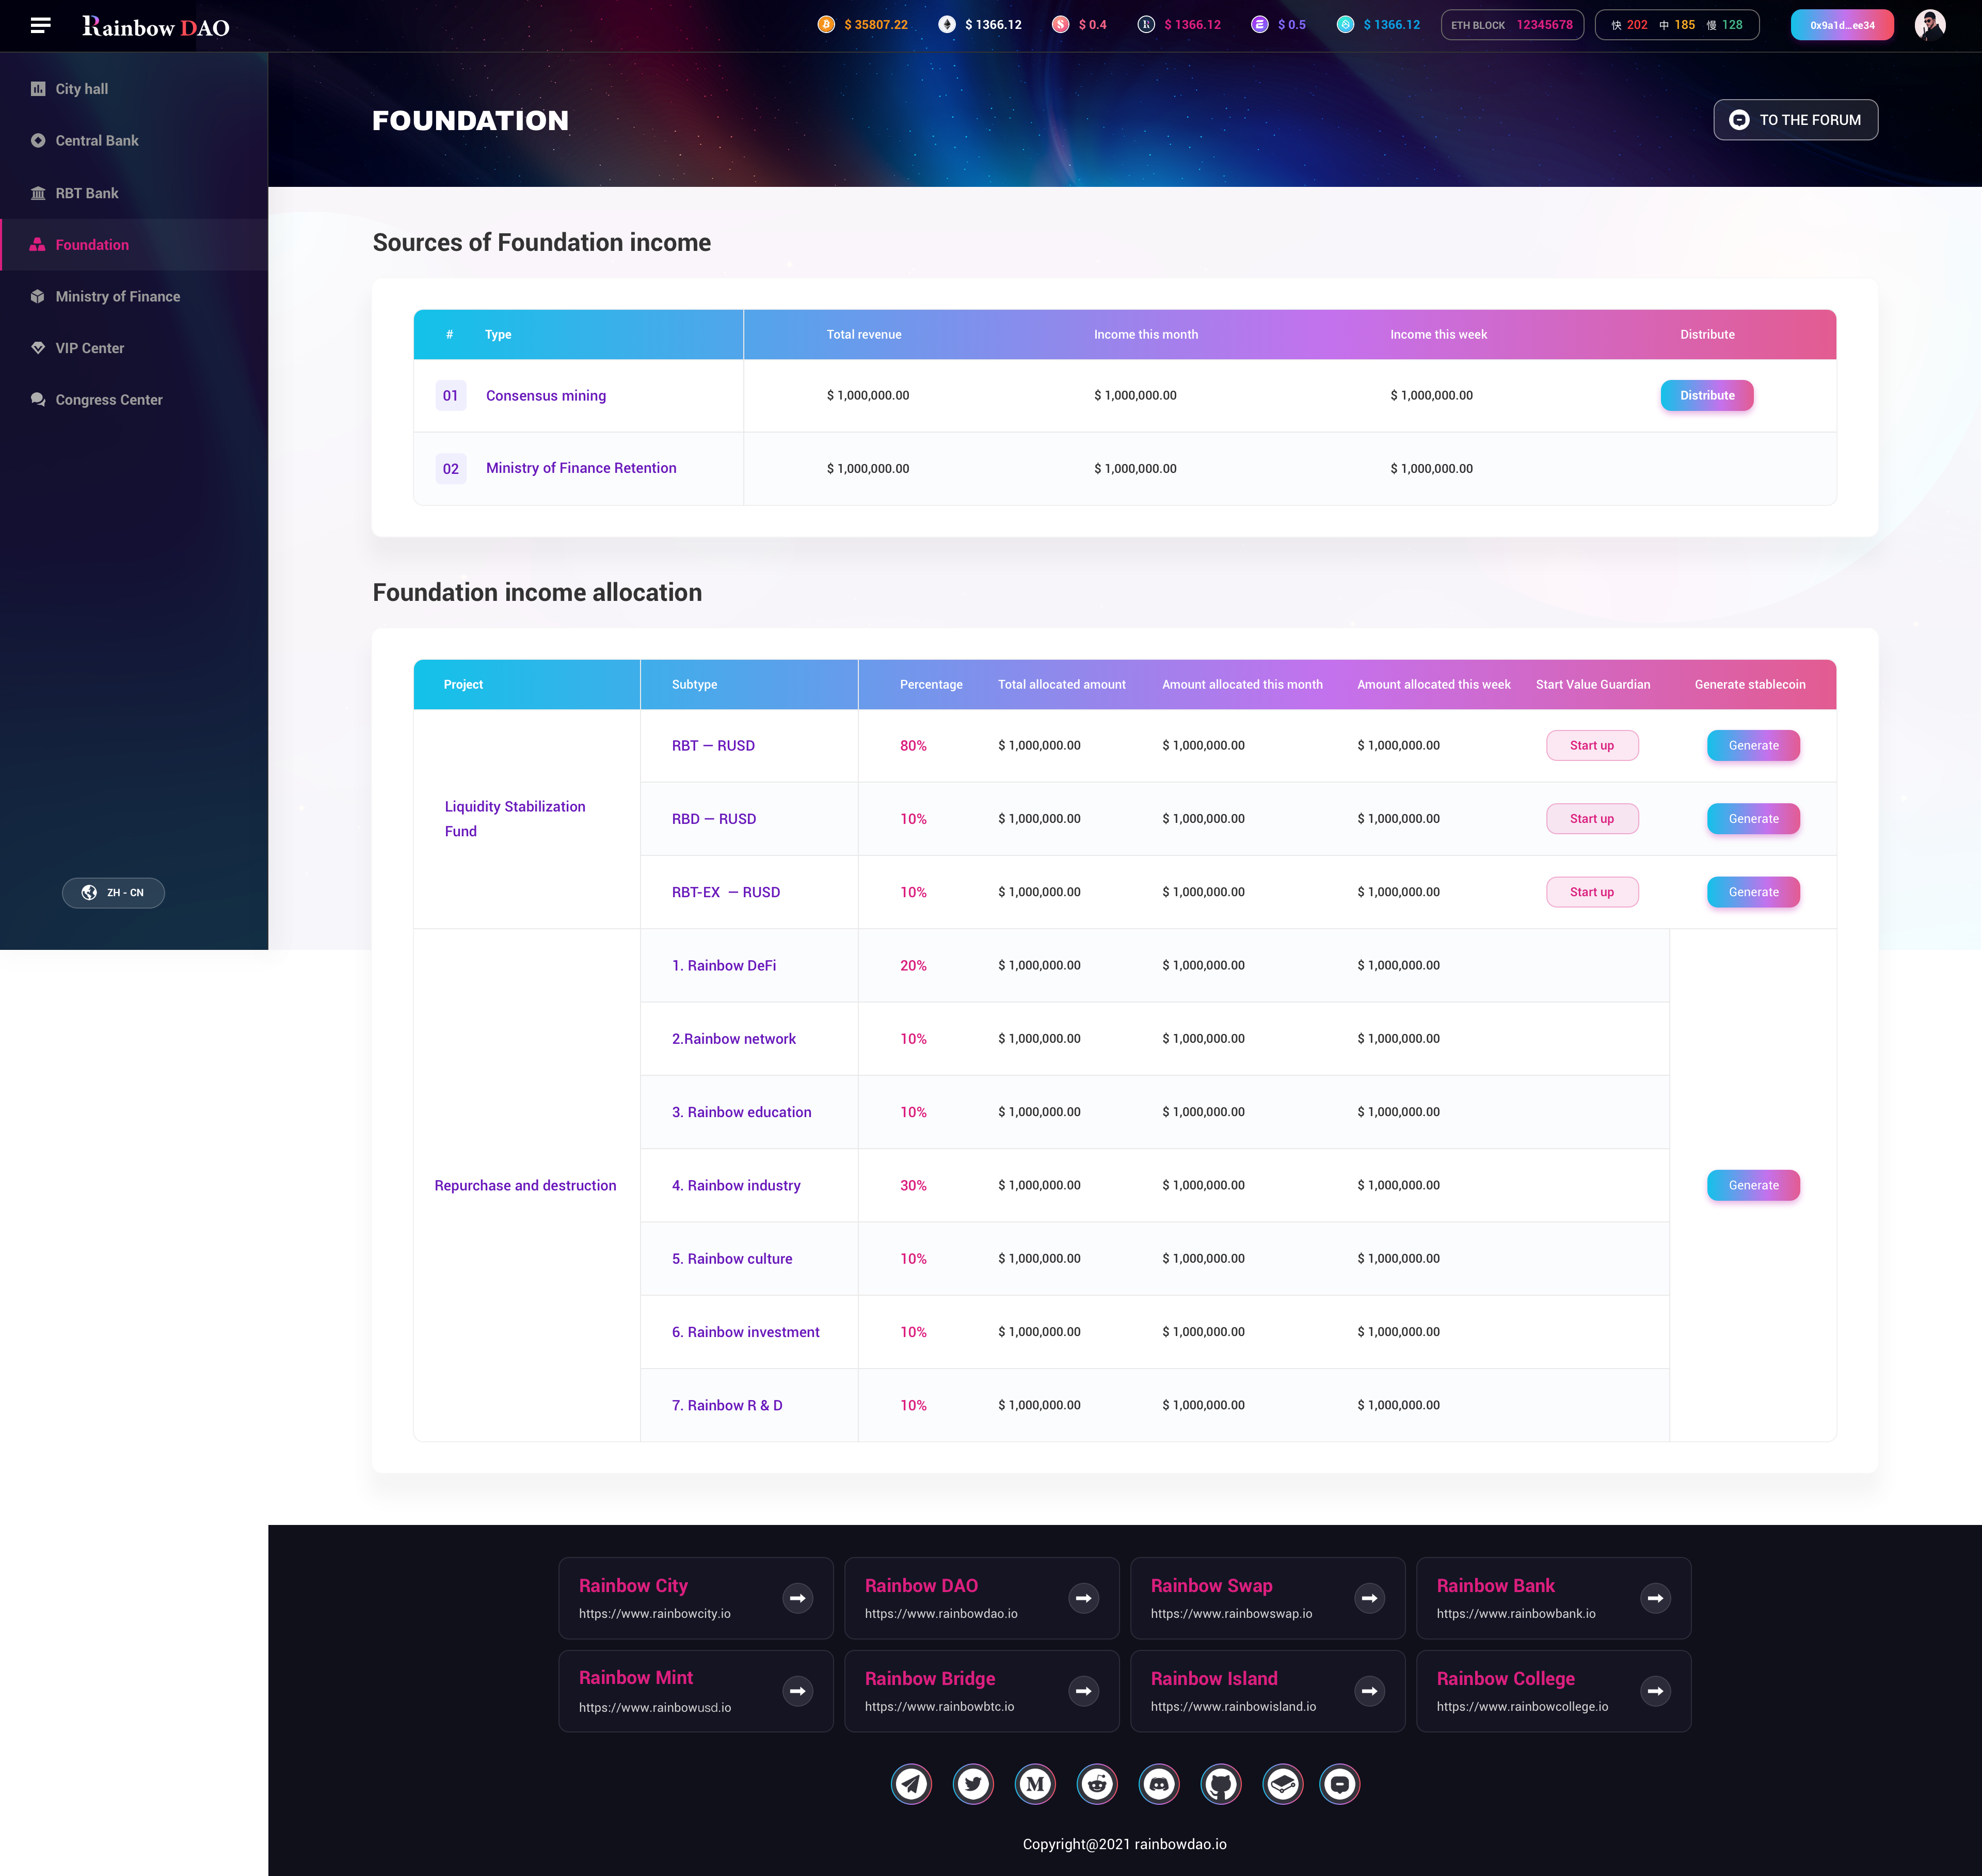 Rainbow DAO
$ 35807.22
$ 1366.12
$ 0.4
$ 1366.12
$ 0.5
$ 1366.12
ETH BLOCK 12345678
快 202 中 185 慢 128
0x9a1d...ee34
City hall
Central Bank
RBT Bank
Foundation
Ministry of Finance
VIP Center
Congress Center
ZH - CN
FOUNDATION
TO THE FORUM
Sources of Foundation income
# Type Total revenue Income this month Income this week Distribute
01 Consensus mining $ 1,000,000.00 $ 1,000,000.00 $ 1,000,000.00 Distribute
02 Ministry of Finance Retention $ 1,000,000.00 $ 1,000,000.00 $ 1,000,000.00
Foundation income allocation
Project Subtype Percentage Total allocated amount Amount allocated this month Amount allocated this week Start Value Guardian Generate stablecoin
Liquidity Stabilization
Fund
RBT — RUSD 80% $ 1,000,000.00 $ 1,000,000.00 $ 1,000,000.00 Start up Generate
RBD — RUSD 10% $ 1,000,000.00 $ 1,000,000.00 $ 1,000,000.00 Start up Generate
RBT-EX — RUSD 10% $ 1,000,000.00 $ 1,000,000.00 $ 1,000,000.00 Start up Generate
Repurchase and destruction
1. Rainbow DeFi 20% $ 1,000,000.00 $ 1,000,000.00 $ 1,000,000.00
2.Rainbow network 10% $ 1,000,000.00 $ 1,000,000.00 $ 1,000,000.00
3. Rainbow education 10% $ 1,000,000.00 $ 1,000,000.00 $ 1,000,000.00
4. Rainbow industry 30% $ 1,000,000.00 $ 1,000,000.00 $ 1,000,000.00 Generate
5. Rainbow culture 10% $ 1,000,000.00 $ 1,000,000.00 $ 1,000,000.00
6. Rainbow investment 10% $ 1,000,000.00 $ 1,000,000.00 $ 1,000,000.00
7. Rainbow R & D 10% $ 1,000,000.00 $ 1,000,000.00 $ 1,000,000.00
Rainbow City
https://www.rainbowcity.io
Rainbow DAO
https://www.rainbowdao.io
Rainbow Swap
https://www.rainbowswap.io
Rainbow Bank
https://www.rainbowbank.io
Rainbow Mint
https://www.rainbowusd.io
Rainbow Bridge
https://www.rainbowbtc.io
Rainbow Island
https://www.rainbowisland.io
Rainbow College
https://www.rainbowcollege.io
Copyright@2021 rainbowdao.io